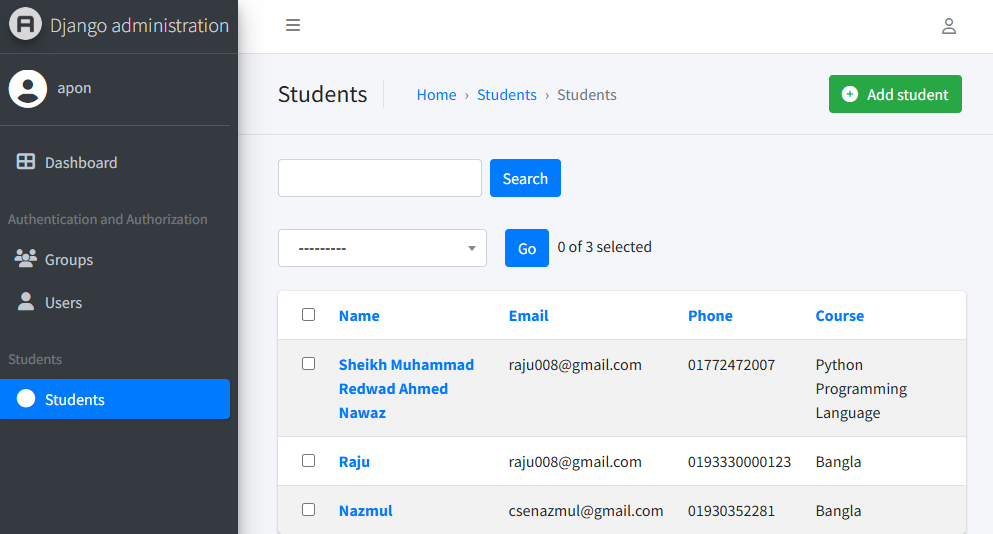 Django administration
apon
Dashboard
Authentication and Authorization
Groups
Users
Students
Students
Students
Home › Students › Students
Add student
Search
---------
Go
0 of 3 selected
Name Email Phone Course
Sheikh Muhammad raju008@gmail.com 01772472007 Python
Redwad Ahmed Programming
Nawaz Language
Raju raju008@gmail.com 0193330000123 Bangla
Nazmul csenazmul@gmail.com 01930352281 Bangla